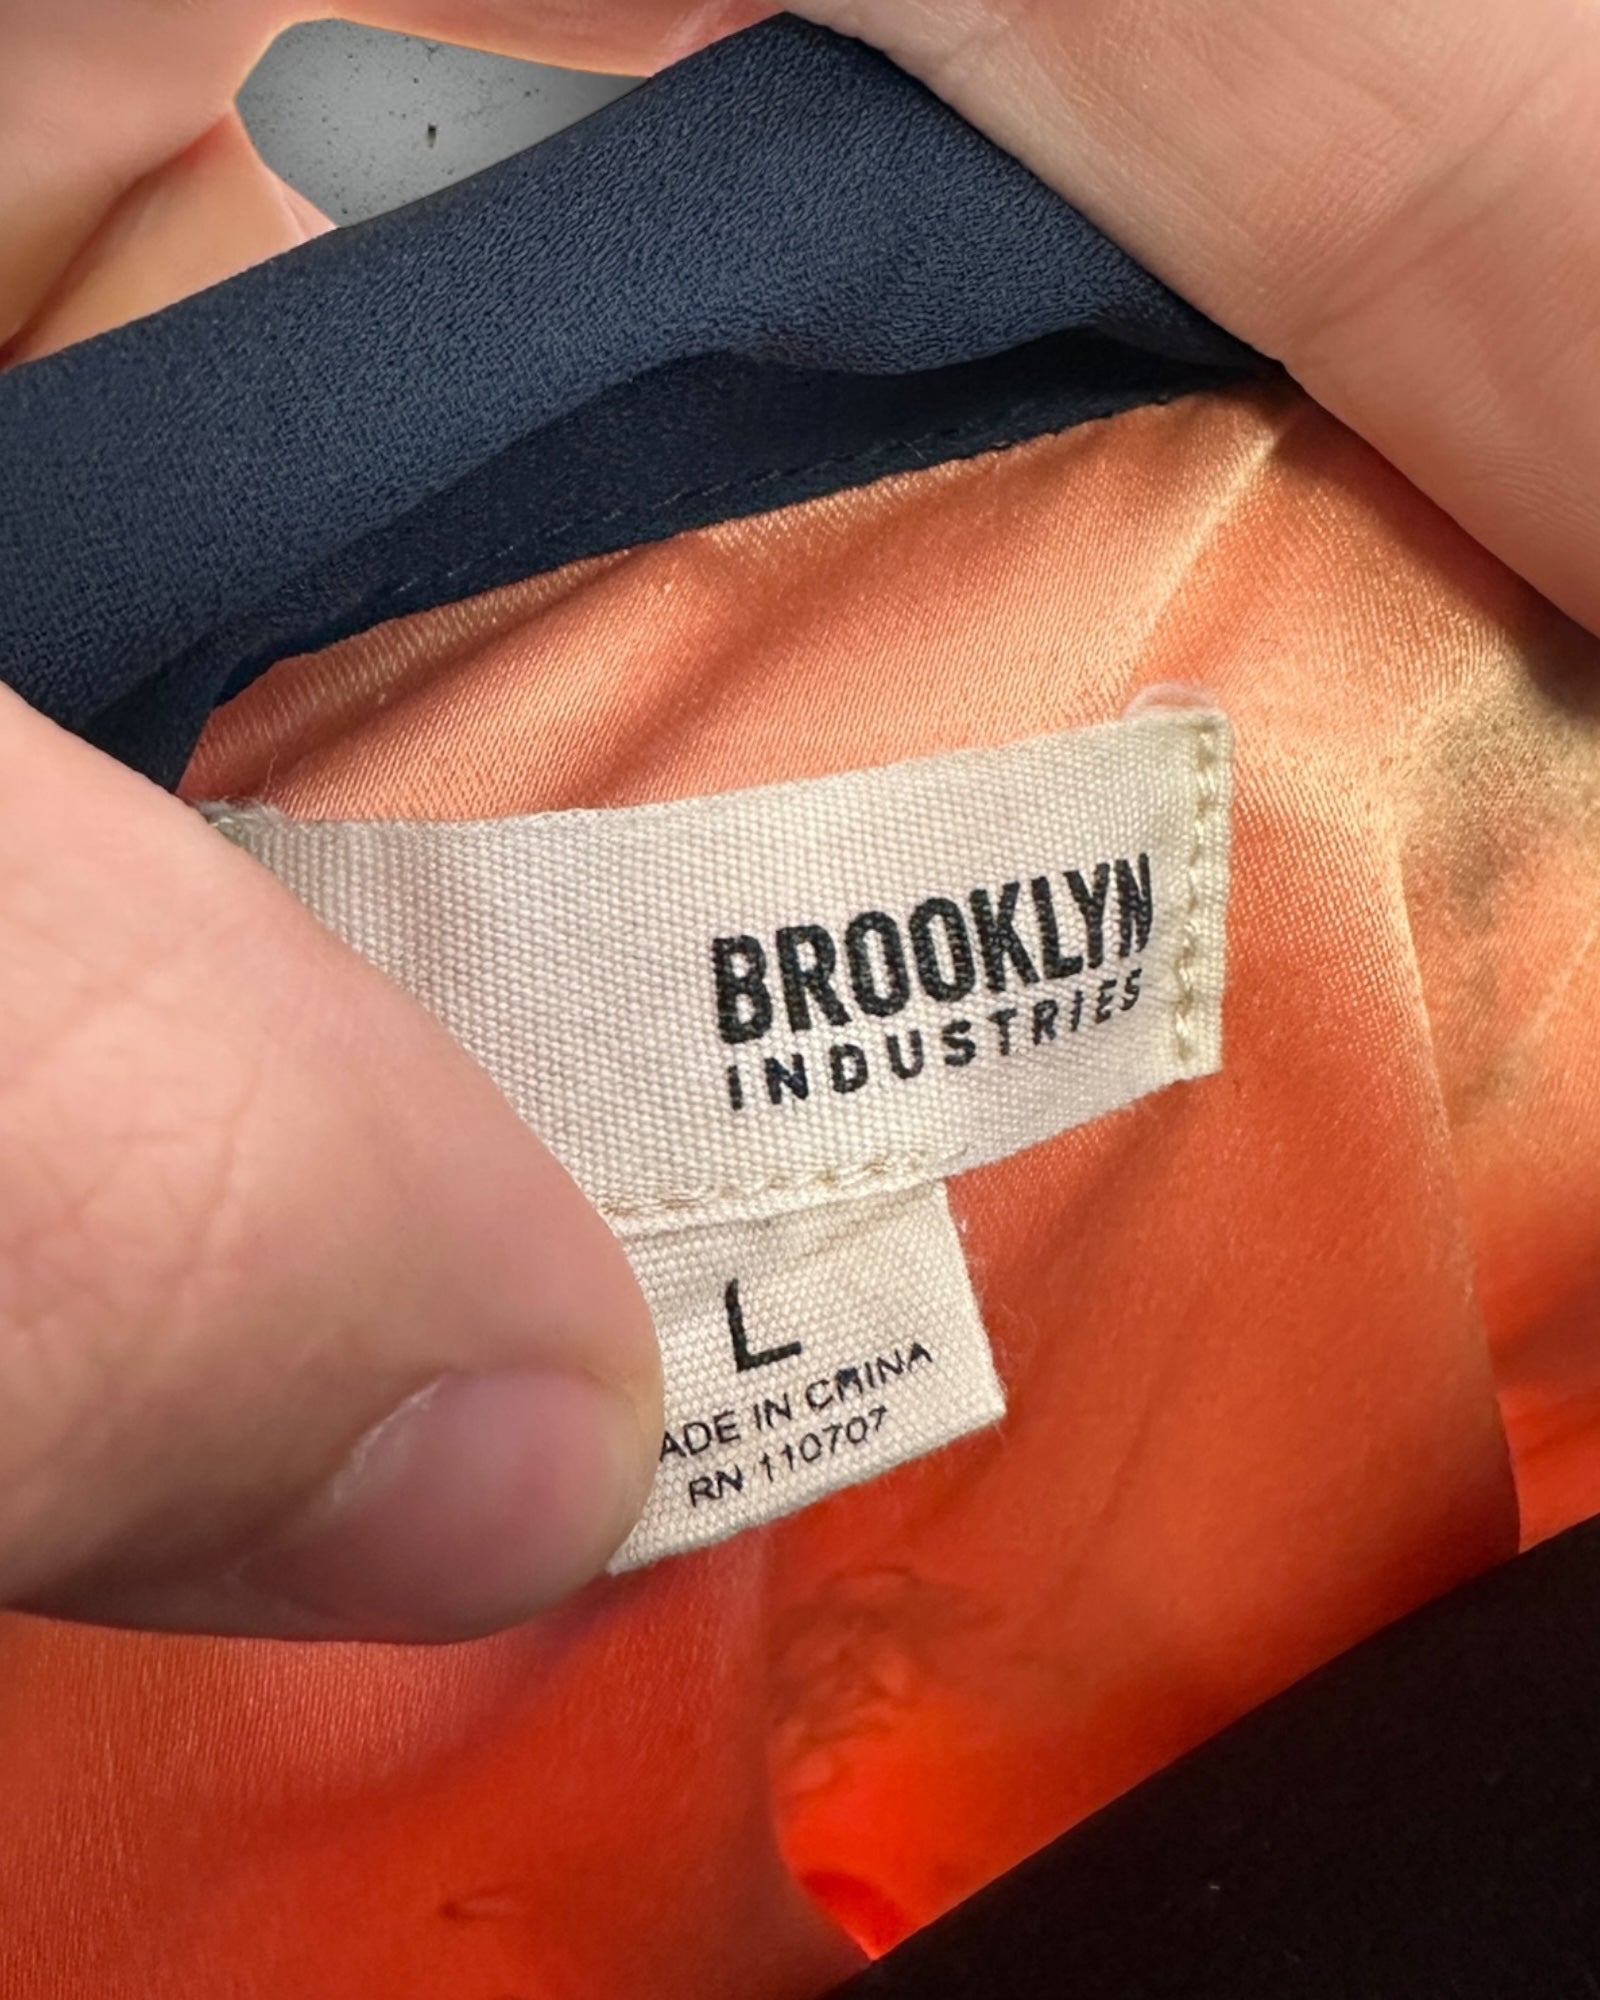 BROOKLYN
INDUSTRIES
L
ADE IN CHINA
RN 110707